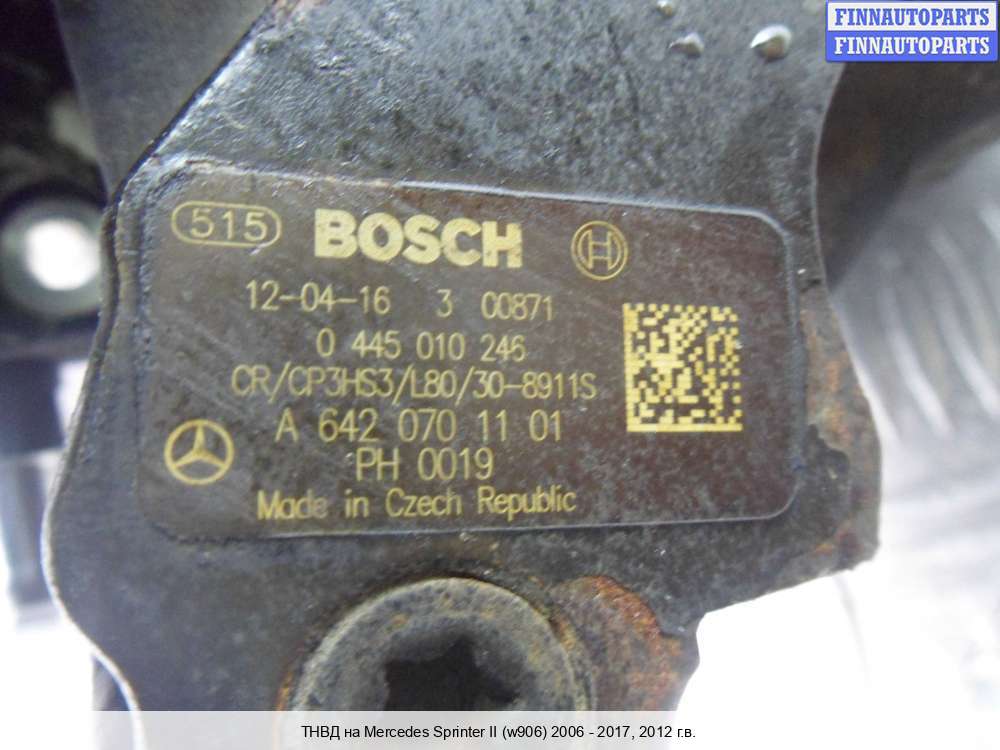 FINNAUTOPARTS
FINNAUTOPARTS
515 BOSCH H
12-04-16 3 00871
0 445 010 246
CR/CP3HS3/L80/30-8911S
A 642 070 11 01
PH 0019
Made in Czech Republic
ТНВД на Mercedes Sprinter II (w906) 2006 - 2017, 2012 г.в.